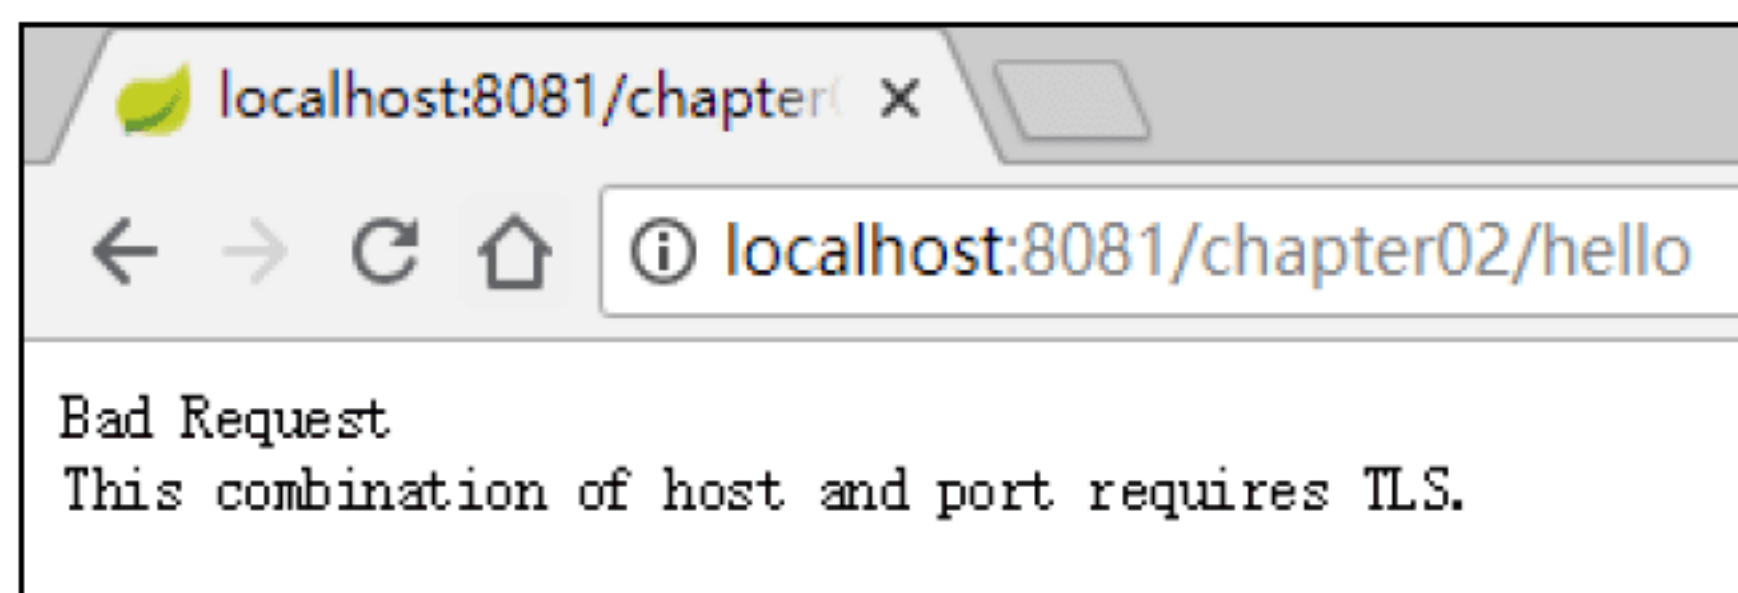 localhost:8081/chapter
localhost:8081/chapter02/hello
Bad Request
This combination of host and port requires TLS.